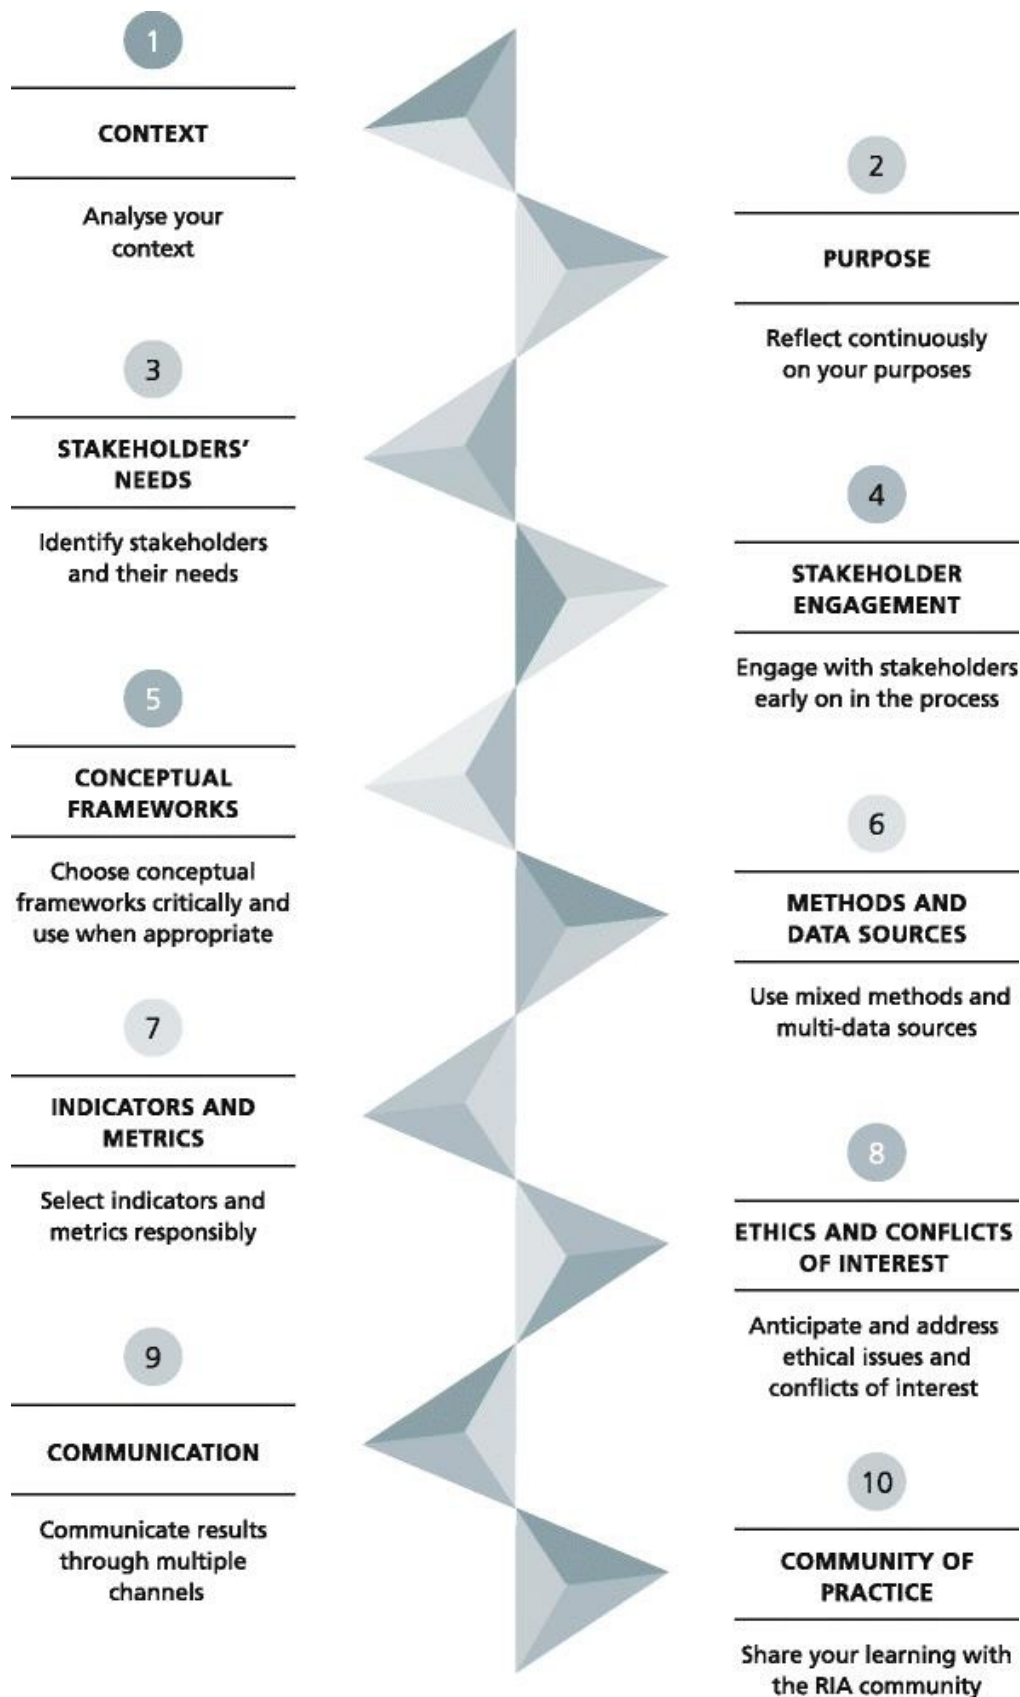 1
CONTEXT
Analyse your
context
2
PURPOSE
Reflect continuously
on your purposes
3
STAKEHOLDERS’
NEEDS
Identify stakeholders
and their needs
4
STAKEHOLDER
ENGAGEMENT
Engage with stakeholders
early on in the process
5
CONCEPTUAL
FRAMEWORKS
Choose conceptual
frameworks critically and
use when appropriate
6
METHODS AND
DATA SOURCES
Use mixed methods and
multi-data sources
7
INDICATORS AND
METRICS
Select indicators and
metrics responsibly
8
ETHICS AND CONFLICTS
OF INTEREST
Anticipate and address
ethical issues and
conflicts of interest
9
COMMUNICATION
Communicate results
through multiple
channels
10
COMMUNITY OF
PRACTICE
Share your learning with
the RIA community